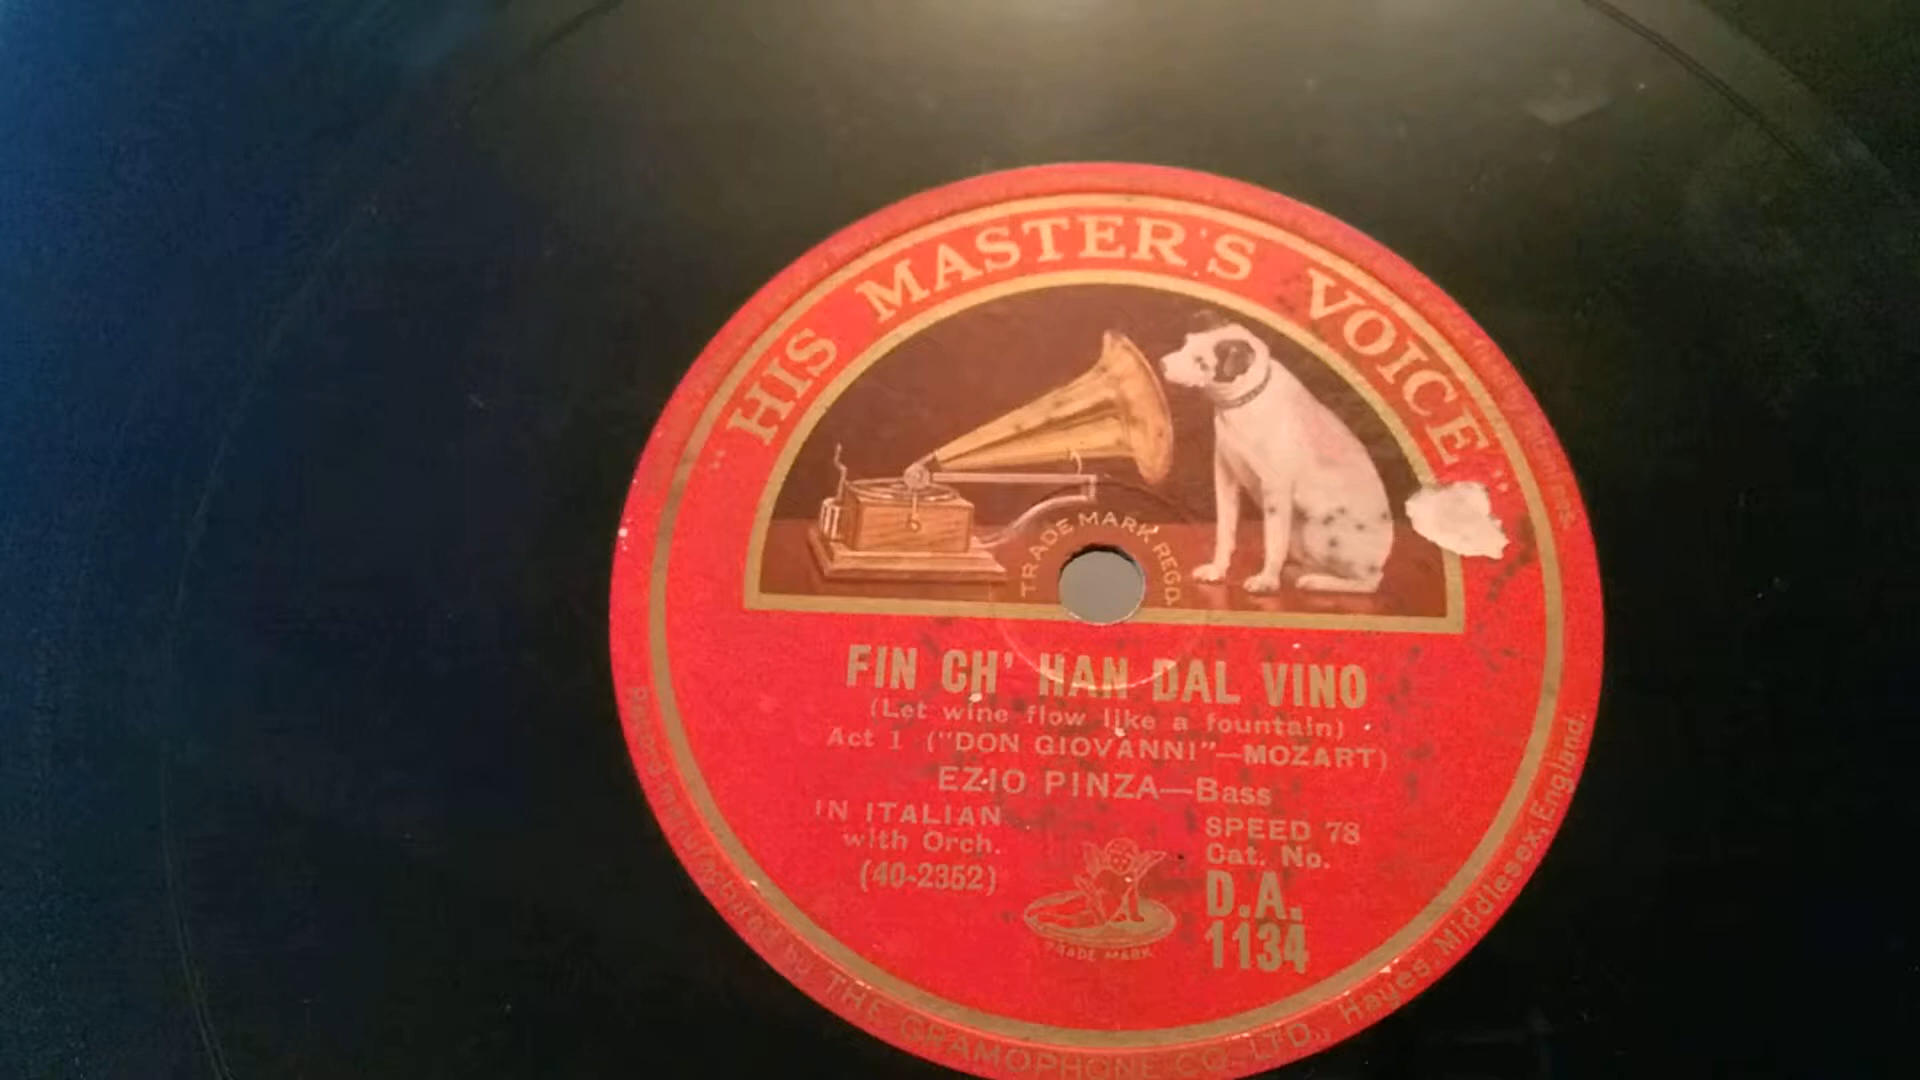 "HIS MASTER'S VOICE"
TRADE MARK REGD.
FIN CH' HAN DAL VINO
(Let wine flow like a fountain)
Act 1 ("DON GIOVANNI"—MOZART)
EZIO PINZA—Bass
IN ITALIAN
with Orch.
(40-2352)
SPEED 78
Cat. No.
D.A.
1134
TRADE MARK
manufactured by THE GRAMOPHONE CO. LTD., Hayes, Middlesex, England.